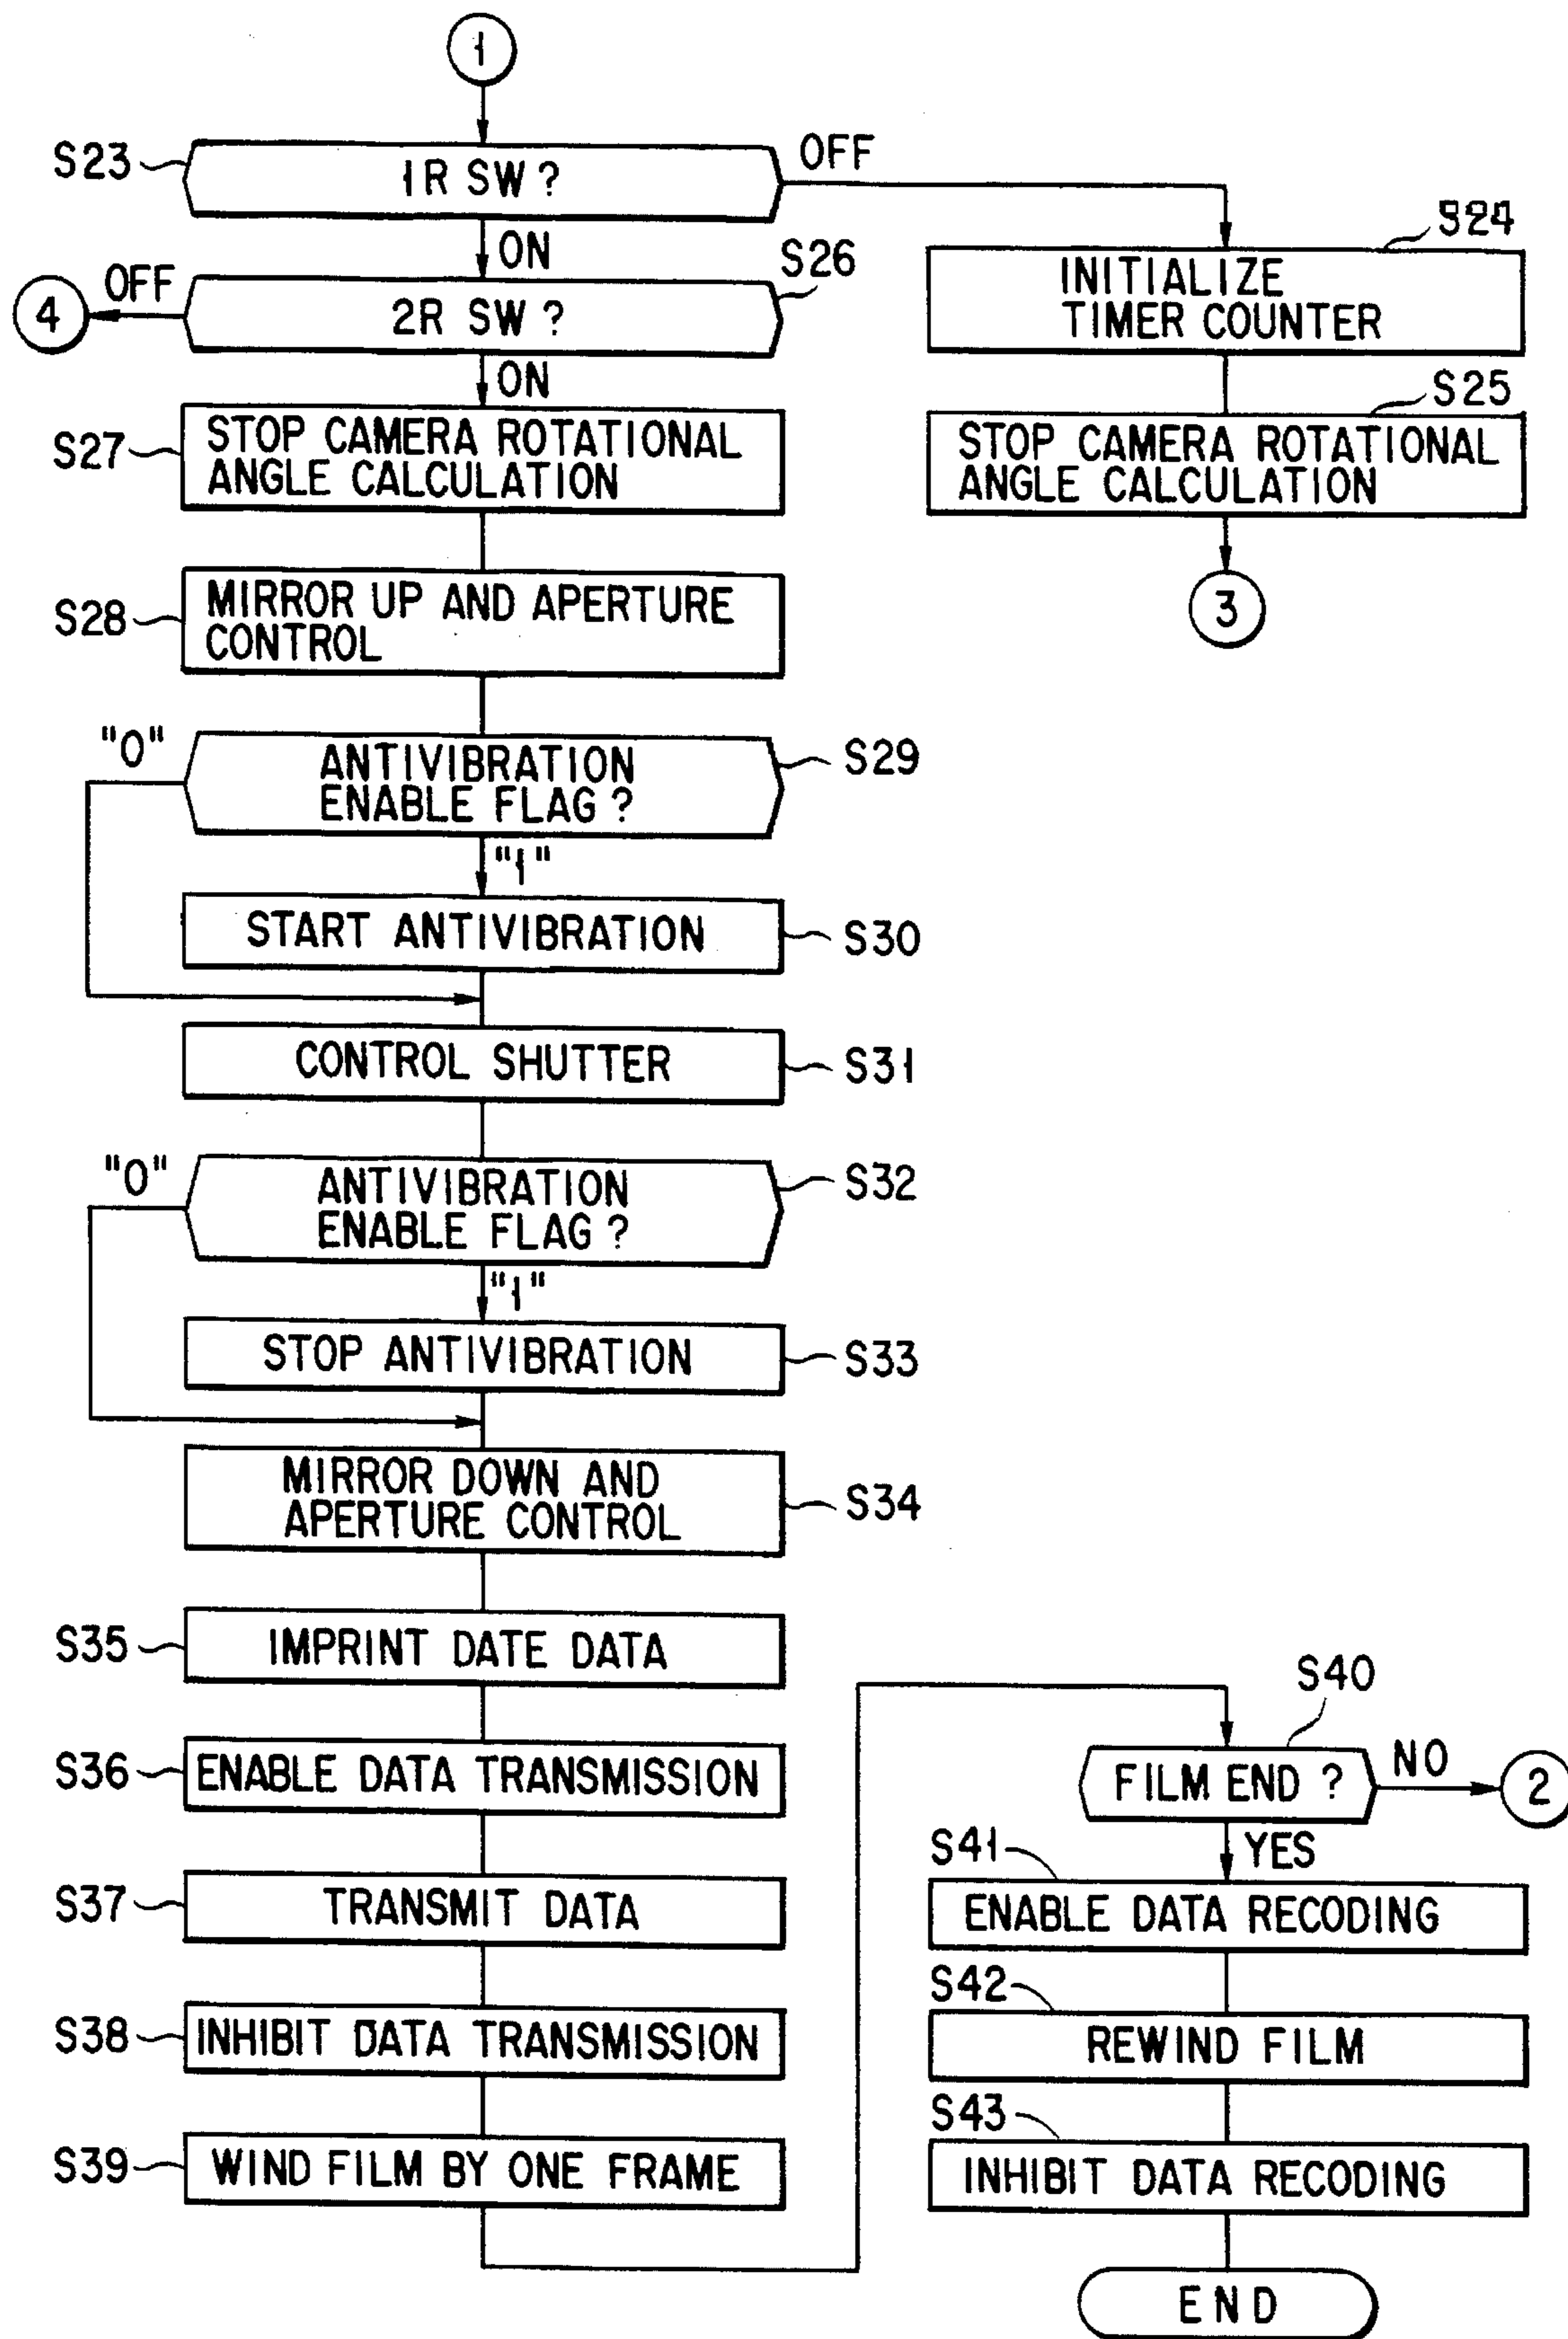 1
S23
1R SW?
OFF
ON
S24
INITIALIZE
TIMER COUNTER
4
OFF
2R SW?
S26
ON
S25
STOP CAMERA ROTATIONAL
ANGLE CALCULATION
3
S27
STOP CAMERA ROTATIONAL
ANGLE CALCULATION
S28
MIRROR UP AND APERTURE
CONTROL
"0"
ANTIVIBRATION
ENABLE FLAG?
S29
"1"
START ANTIVIBRATION
S30
CONTROL SHUTTER
S31
"0"
ANTIVIBRATION
ENABLE FLAG?
S32
"1"
STOP ANTIVIBRATION
S33
MIRROR DOWN AND
APERTURE CONTROL
S34
S35
IMPRINT DATE DATA
S36
ENABLE DATA TRANSMISSION
S37
TRANSMIT DATA
S38
INHIBIT DATA TRANSMISSION
S39
WIND FILM BY ONE FRAME
S40
FILM END?
NO
2
YES
S41
ENABLE DATA RECODING
S42
REWIND FILM
S43
INHIBIT DATA RECODING
END